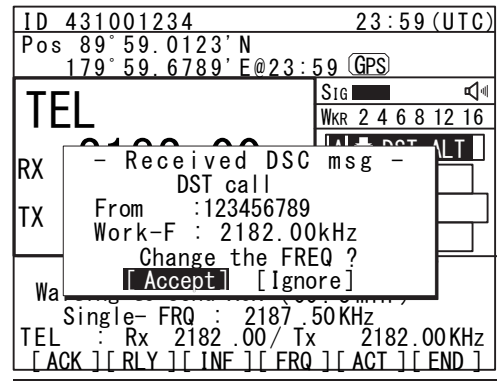 ID 431001234 23:59(UTC)
Pos 89°59.0123'N
179°59.6789'E@23:59 GPS
SIG
TEL
WKR 2 4 6 8 12 16
DST ALT
RX
TX
– Received DSC msg –
DST call
From :123456789
Work-F : 2182.00kHz
Change the FREQ ?
[ Accept ] [Ignore]
Wa
Single– FRQ : 2187.50KHz
TEL : Rx 2182.00/ Tx 2182.00KHz
[ ACK ][ RLY ][ INF ][ FRQ ][ ACT ][ END ]